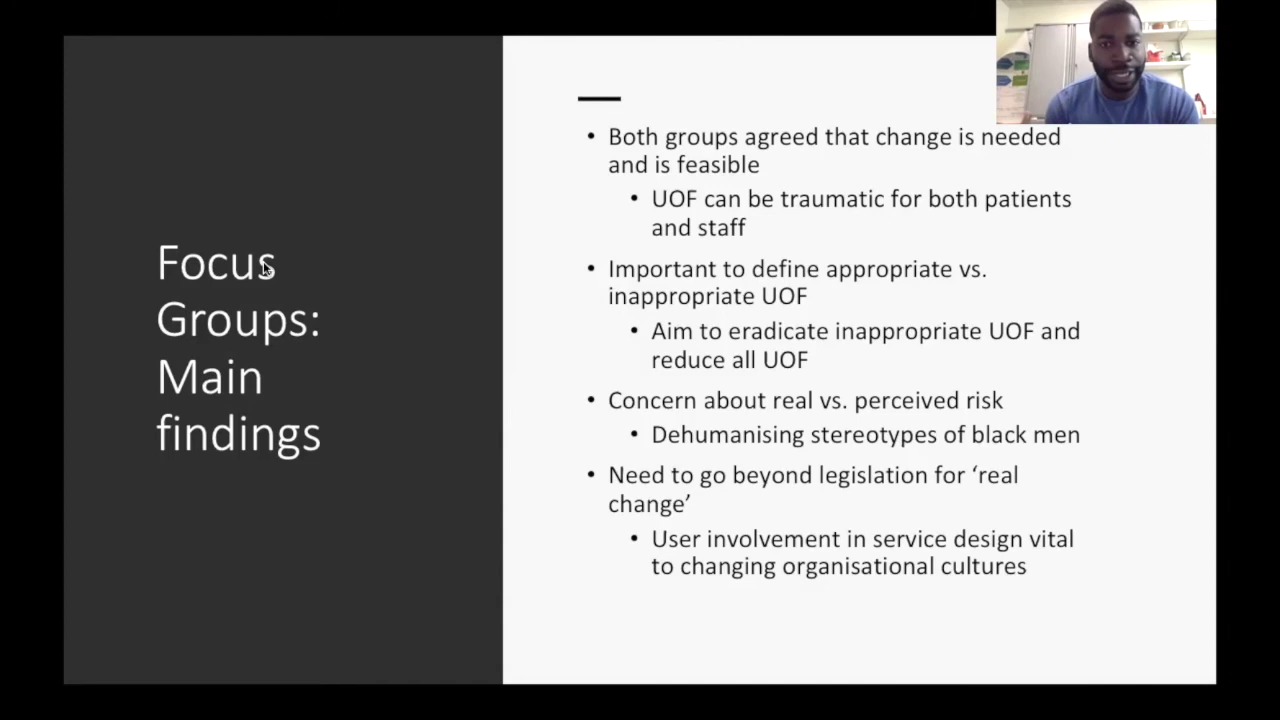 Focus
Groups:
Main
findings
• Both groups agreed that change is needed
and is feasible
• UOF can be traumatic for both patients
and staff
• Important to define appropriate vs.
inappropriate UOF
• Aim to eradicate inappropriate UOF and
reduce all UOF
• Concern about real vs. perceived risk
• Dehumanising stereotypes of black men
• Need to go beyond legislation for ‘real
change’
• User involvement in service design vital
to changing organisational cultures